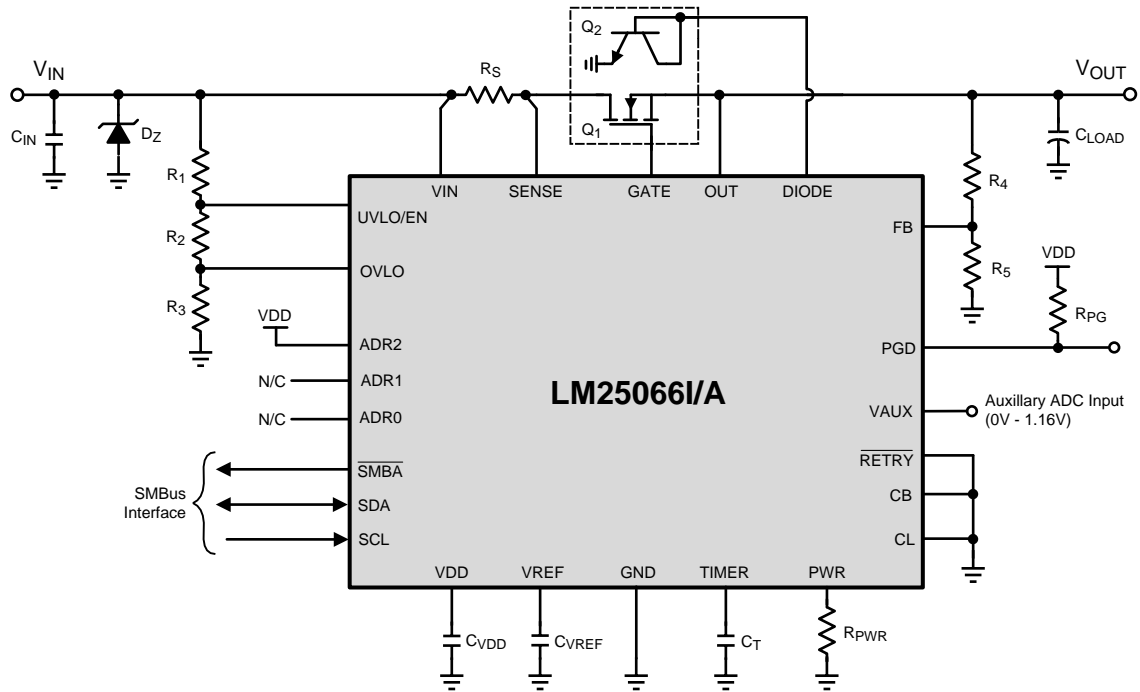 Q2
VIN
RS
VOUT
CIN
DZ
Q1
CLOAD
R1
VIN
SENSE
GATE
OUT
DIODE
R4
UVLO/EN
FB
R2
VDD
OVLO
R5
R3
VDD
RPG
ADR2
PGD
N/C
ADR1
LM25066I/A
VAUX
Auxillary ADC Input
(0V - 1.16V)
N/C
ADR0
RETRY
SMBA
SMBus
Interface
SDA
CB
SCL
CL
VDD
VREF
GND
TIMER
PWR
CVDD
CVREF
CT
RPWR